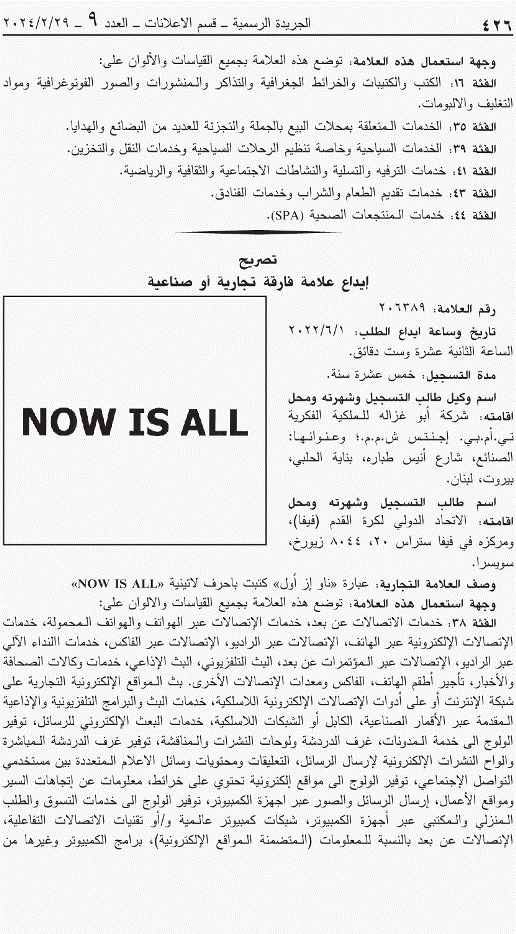 ٤٢٦ الجريدة الرسمية ــ قسم الاعلانات ــ العدد ٩ ــ ٢٠٢٤/٢/٢٩
وجهة استعمال هذه العلامة: توضع هذه العلامة بجميع القياسات والألوان على:
الفئة ١٦: الكتب والكتيبات والخرائط الجغرافية والتذاكر والمنشورات والصور الفونوغرافية ومواد
التغليف والالبومات.
الفئة ٣٥: الخدمات المتعلقة بمحلات البيع بالجملة والتجزئة للعديد من البضائع والهدايا.
الفئة ٣٩: الخدمات السياحية وخاصة تنظيم الرحلات السياحية وخدمات النقل والتخزين.
الفئة ٤١: خدمات الترفيه والتسلية والنشاطات الاجتماعية والثقافية والرياضية.
الفئة ٤٣: خدمات تقديم الطعام والشراب وخدمات الفنادق.
الفئة ٤٤: خدمات المنتجعات الصحية (SPA).
تصريح
إيداع علامة فارقة تجارية أو صناعية
رقم العلامة: ٢٠٦٣٨٩
تاريخ وساعة ايداع الطلب: ٢٠٢٢/٦/١
الساعة الثانية عشرة وست دقائق.
مدة التسجيل: خمس عشرة سنة.
اسم وكيل طالب التسجيل وشهرته ومحل
اقامته: شركة أبو غزاله للملكية الفكرية
تي.أم.بي. إجنتس ش.م.م.؛ وعنوانها:
الصنائع، شارع أنيس طباره، بناية الحلبي،
بيروت، لبنان.
اسم طالب التسجيل وشهرته ومحل
اقامته: الاتحاد الدولي لكرة القدم (فيفا)،
ومركزه في فيفا ستراس ٢٠، ٨٠٤٤ زيورخ،
سويسرا.
NOW IS ALL
وصف العلامة التجارية: عبارة «ناو إز أول» كتبت باحرف لاتينية «NOW IS ALL»
وجهة استعمال هذه العلامة: توضع هذه العلامة بجميع القياسات والالوان على:
الفئة ٣٨: خدمات الاتصالات عن بعد، خدمات الإتصالات عبر الهواتف والهواتف المحمولة، خدمات
الإتصالات الإلكترونية عبر الهاتف، الإتصالات عبر الراديو، الإتصالات عبر الفاكس، خدمات االنداء الآلي
عبر الراديو، الإتصالات عبر المؤتمرات عن بعد، البث التلفزيوني، البث الإذاعي، خدمات وكالات الصحافة
والأخبار، تأجير أطقم الهاتف، الفاكس ومعدات الإتصالات الأخرى. بث المواقع الإلكترونية التجارية على
شبكة الإنترنت أو على أدوات الإتصالات الإلكترونية اللاسلكية، خدمات البث والبرامج التلفزيونية والإذاعية
المقدمة عبر الأقمار الصناعية، الكابل أو الشبكات اللاسلكية، خدمات البعث الإلكتروني للرسائل، توفير
الولوج الى خدمة المدونات، غرف الدردشة ولوحات النشرات والمناقشة، توفير غرف الدردشة المباشرة
والواح النشرات الإلكترونية لإرسال الرسائل، التعليقات ومحتويات وسائل الاعلام المتعددة بين مستخدمي
التواصل الإجتماعي، توفير الولوج الى مواقع إلكترونية تحتوي على خرائط، معلومات عن إتجاهات السير
ومواقع الأعمال، إرسال الرسائل والصور عبر اجهزة الكمبيوتر، توفير الولوج الى خدمات التسوق والطلب
المنزلي والمكتبي عبر أجهزة الكمبيوتر، شبكات كمبيوتر عالمية و/أو تقنيات الاتصالات التفاعلية،
الإتصالات عن بعد بالنسبة للمعلومات (المتضمنة المواقع الإلكترونية)، برامج الكمبيوتر وغيرها من